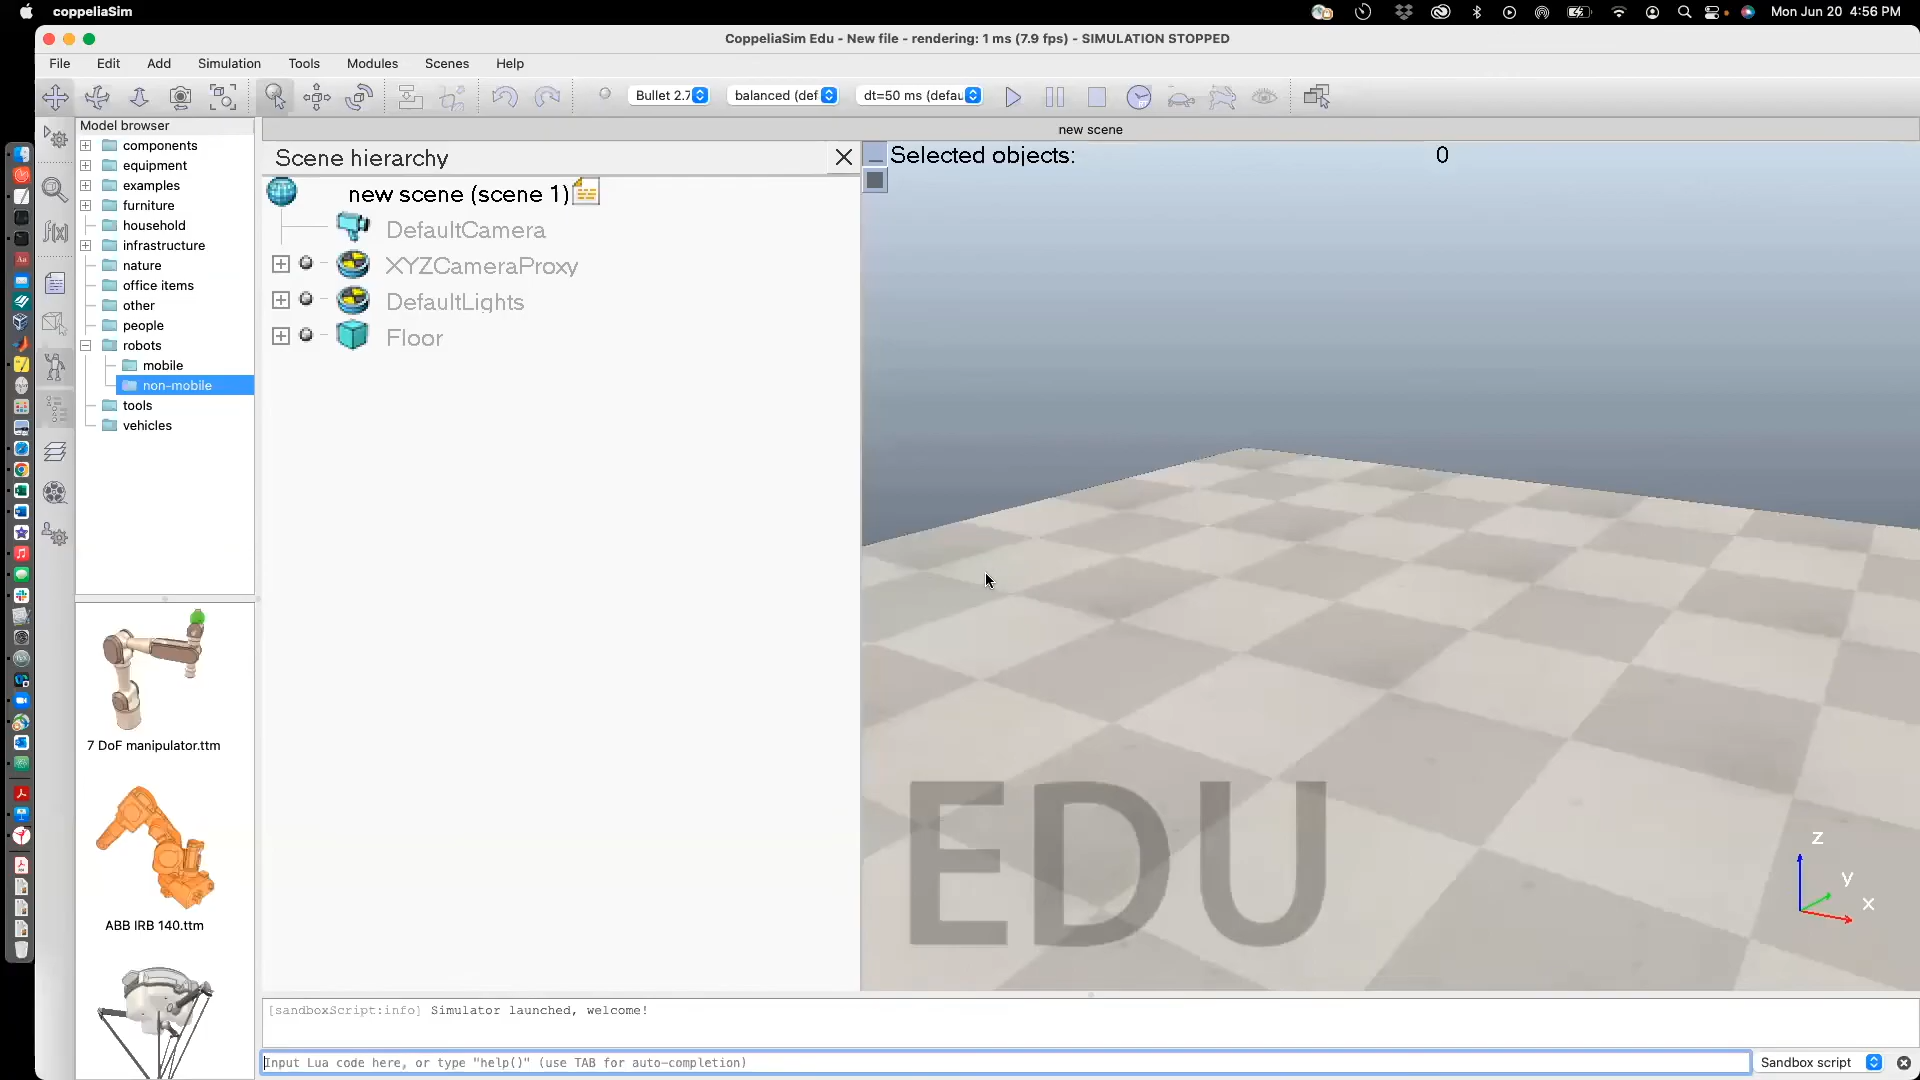 coppeliaSim
Mon Jun 20 4:56 PM
CoppeliaSim Edu - New file - rendering: 1 ms (7.9 fps) - SIMULATION STOPPED
File Edit Add Simulation Tools Modules Scenes Help
Bullet 2.7 balanced (def dt=50 ms (defau
Model browser
new scene
components
equipment
examples
furniture
household
infrastructure
nature
office items
other
people
robots
mobile
non-mobile
tools
vehicles
7 DoF manipulator.ttm
ABB IRB 140.ttm
Scene hierarchy
new scene (scene 1)
DefaultCamera
XYZCameraProxy
DefaultLights
Floor
Selected objects: 0
EDU
z
y
x
[sandboxScript:info] Simulator launched, welcome!
Input Lua code here, or type "help()" (use TAB for auto-completion)
Sandbox script